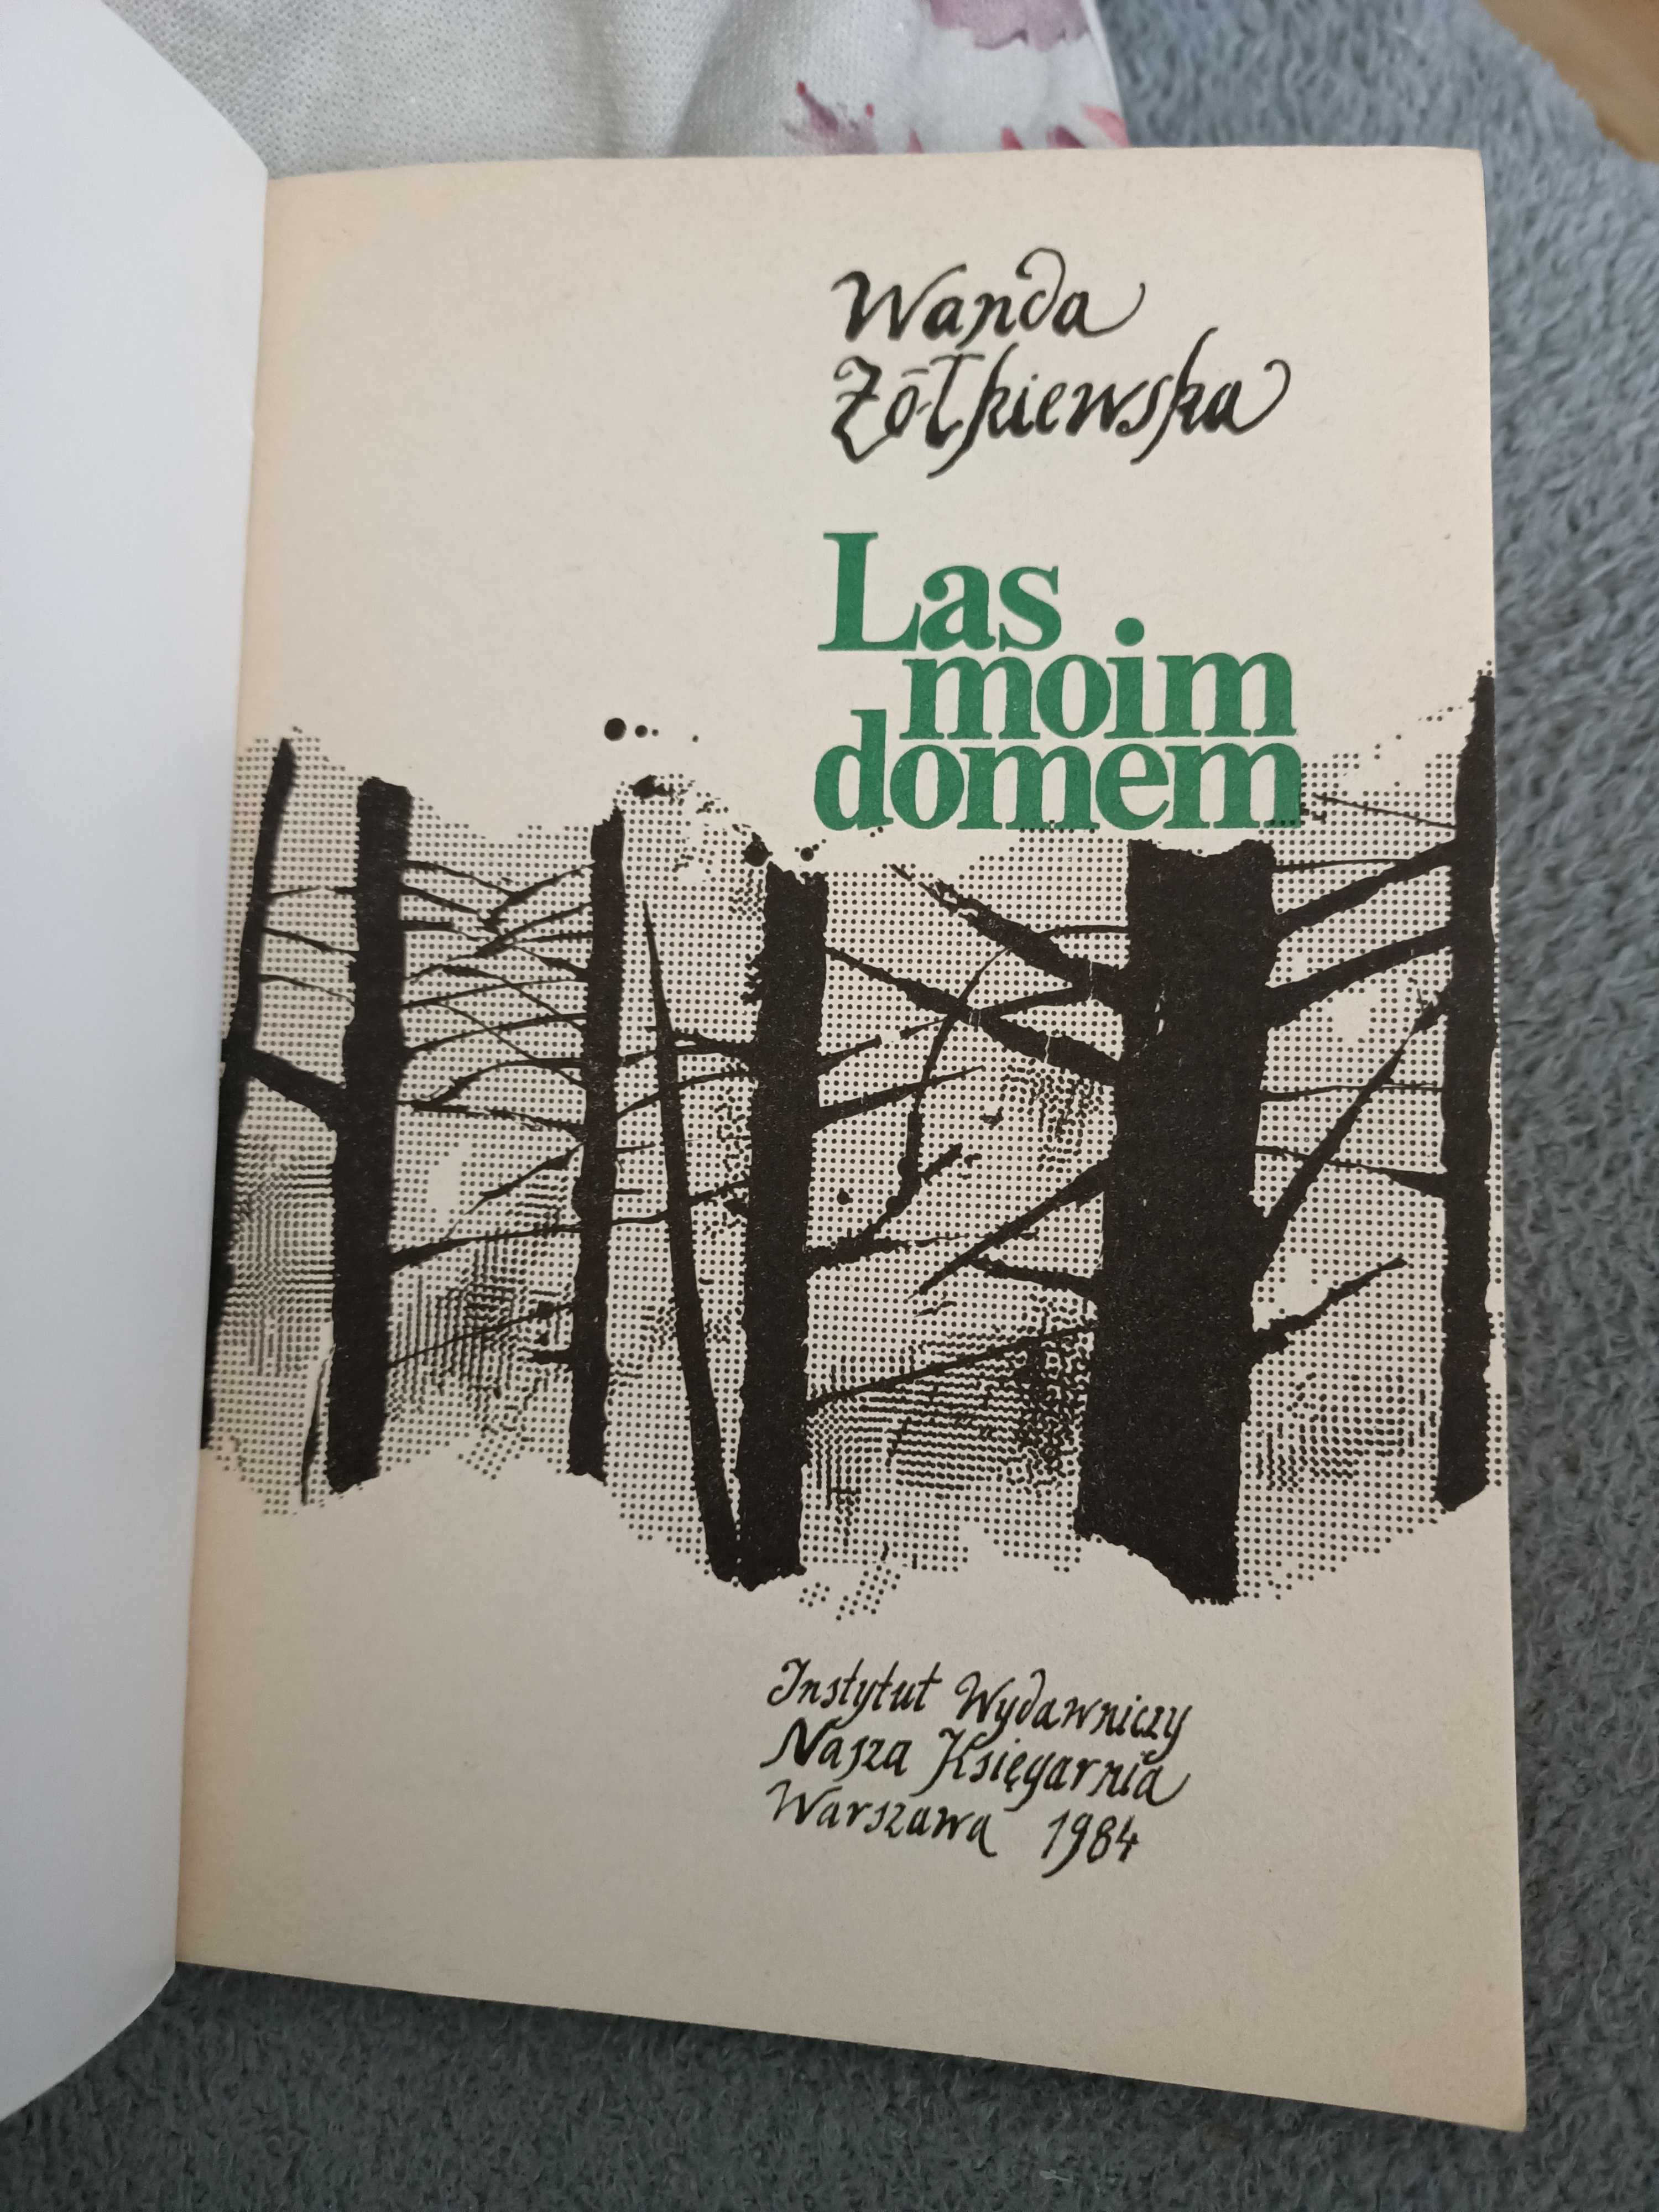 Wanda
Żółkiewska
Las
moim
domem
Instytut Wydawniczy
Nasza Księgarnia
Warszawa 1984